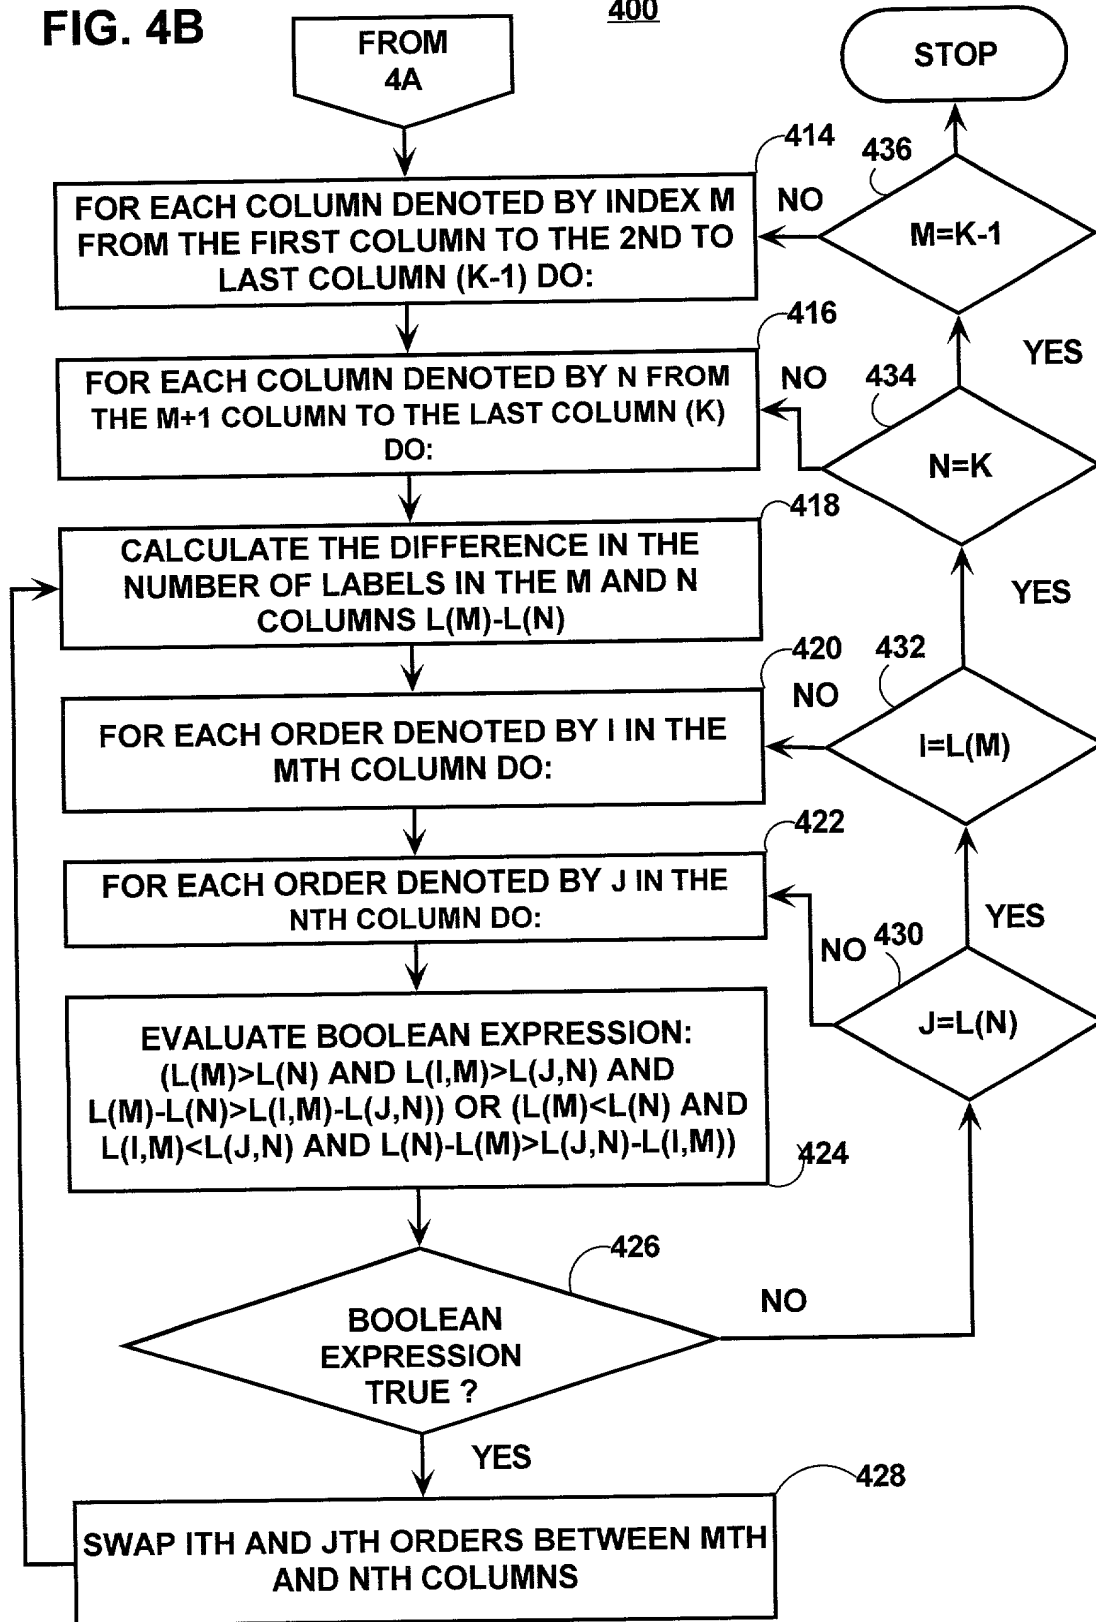 FIG. 4B
400
FROM
4A
STOP
414
FOR EACH COLUMN DENOTED BY INDEX M
FROM THE FIRST COLUMN TO THE 2ND TO
LAST COLUMN (K-1) DO:
NO
436
M=K-1
416
FOR EACH COLUMN DENOTED BY N FROM
THE M+1 COLUMN TO THE LAST COLUMN (K)
DO:
NO
434
YES
N=K
418
CALCULATE THE DIFFERENCE IN THE
NUMBER OF LABELS IN THE M AND N
COLUMNS L(M)-L(N)
YES
420
FOR EACH ORDER DENOTED BY I IN THE
MTH COLUMN DO:
NO
432
I=L(M)
422
FOR EACH ORDER DENOTED BY J IN THE
NTH COLUMN DO:
NO
430
YES
J=L(N)
EVALUATE BOOLEAN EXPRESSION:
(L(M)>L(N) AND L(I,M)>L(J,N) AND
L(M)-L(N)>L(I,M)-L(J,N)) OR (L(M)<L(N) AND
L(I,M)<L(J,N) AND L(N)-L(M)>L(J,N)-L(I,M))
424
426
BOOLEAN
EXPRESSION
TRUE ?
NO
YES
428
SWAP ITH AND JTH ORDERS BETWEEN MTH
AND NTH COLUMNS